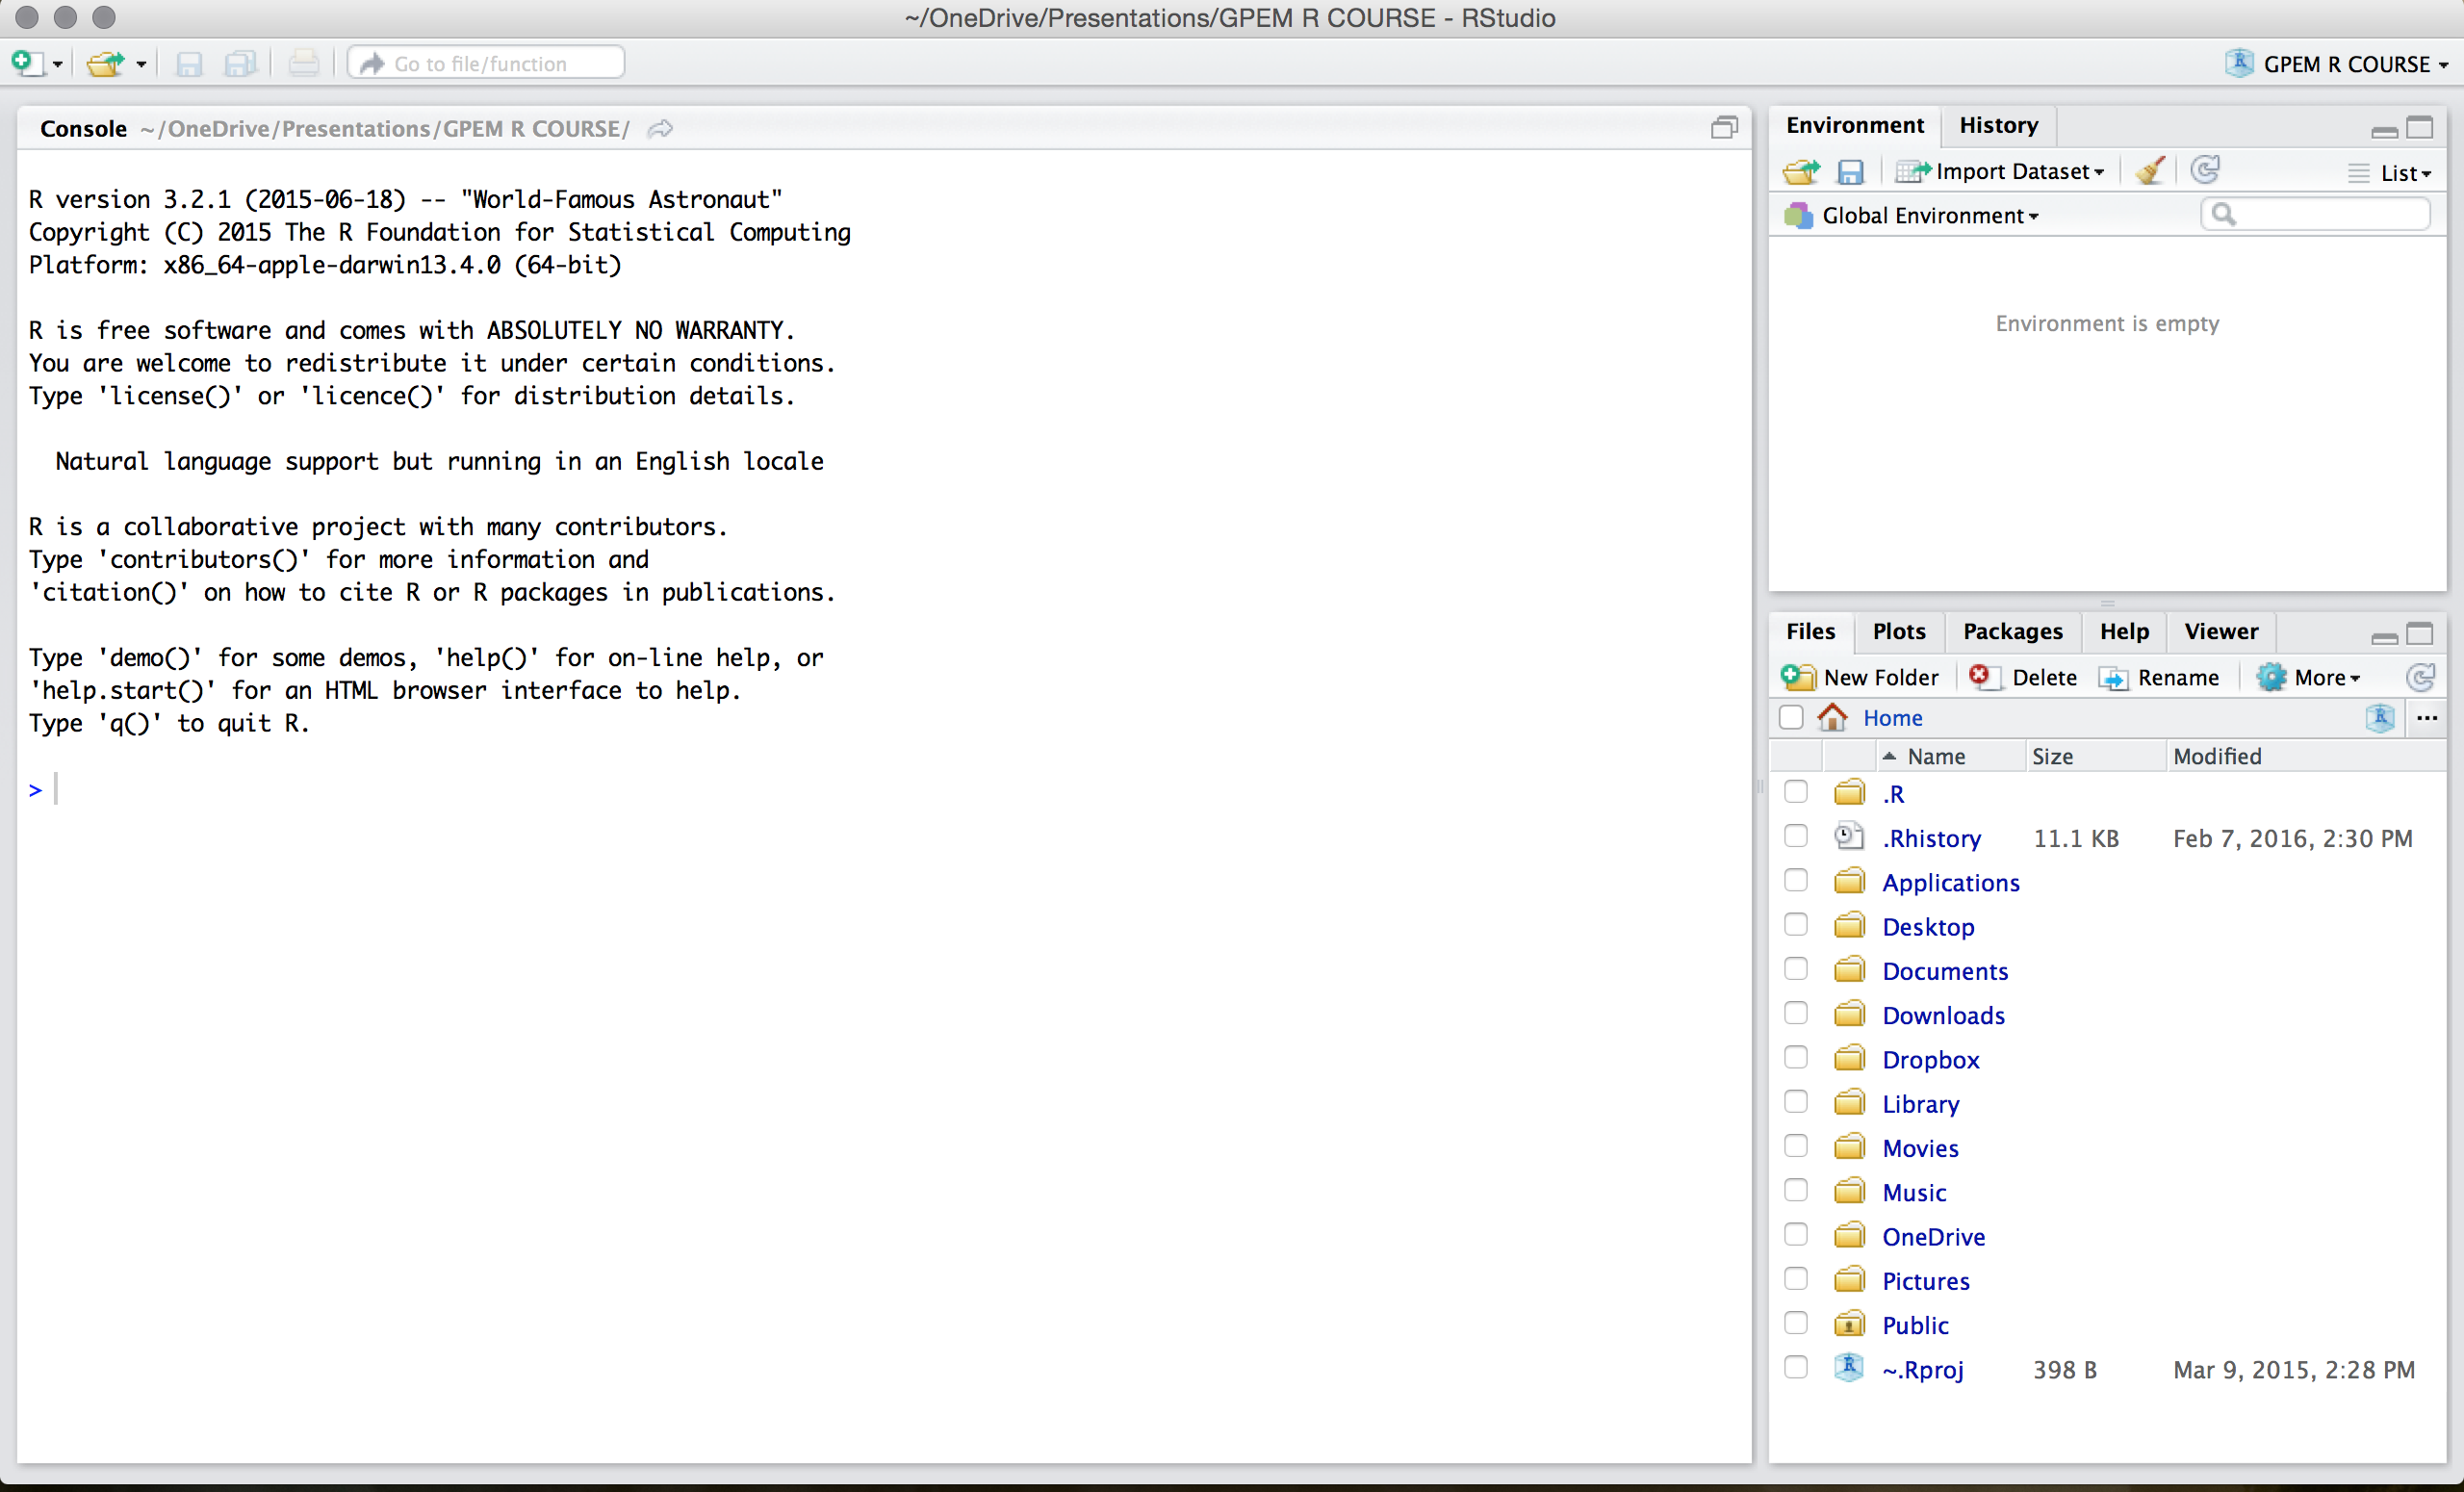 ~/OneDrive/Presentations/GPEM R COURSE - RStudio
Go to file/function
GPEM R COURSE
Console ~/OneDrive/Presentations/GPEM R COURSE/
R version 3.2.1 (2015-06-18) -- "World-Famous Astronaut"
Copyright (C) 2015 The R Foundation for Statistical Computing
Platform: x86_64-apple-darwin13.4.0 (64-bit)
R is free software and comes with ABSOLUTELY NO WARRANTY.
You are welcome to redistribute it under certain conditions.
Type 'license()' or 'licence()' for distribution details.
Natural language support but running in an English locale
R is a collaborative project with many contributors.
Type 'contributors()' for more information and
'citation()' on how to cite R or R packages in publications.
Type 'demo()' for some demos, 'help()' for on-line help, or
'help.start()' for an HTML browser interface to help.
Type 'q()' to quit R.
>
Environment History
Import Dataset List
Global Environment
Environment is empty
Files Plots Packages Help Viewer
New Folder Delete Rename More
Home ...
Name Size Modified
.R
.Rhistory 11.1 KB Feb 7, 2016, 2:30 PM
Applications
Desktop
Documents
Downloads
Dropbox
Library
Movies
Music
OneDrive
Pictures
Public
~.Rproj 398 B Mar 9, 2015, 2:28 PM